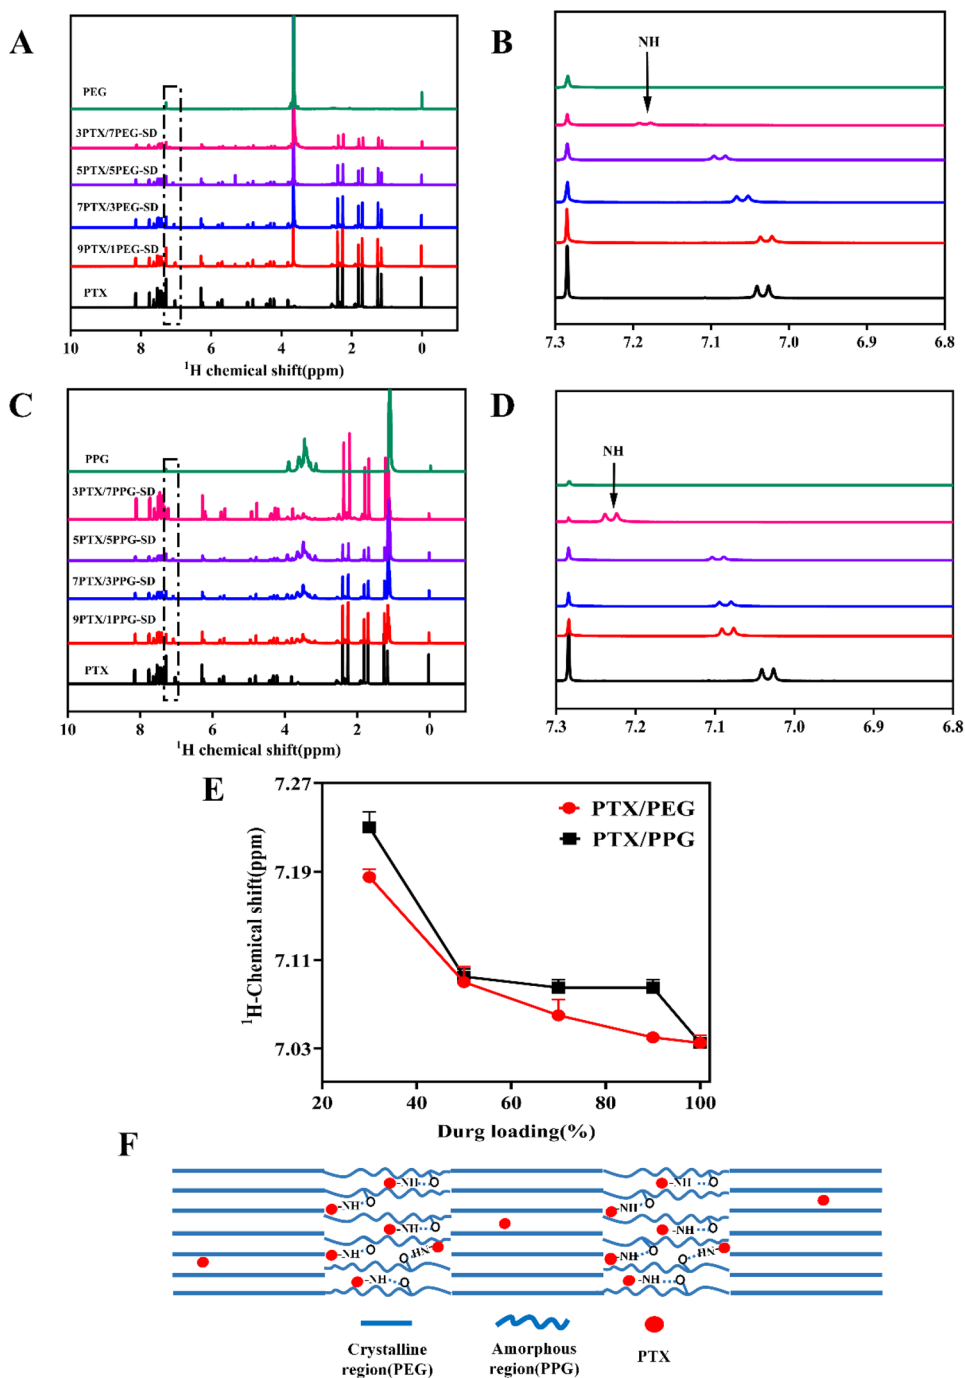 A
PEG
3PTX/7PEG-SD
5PTX/5PEG-SD
7PTX/3PEG-SD
9PTX/1PEG-SD
PTX
10 8 6 4 2 0
¹H chemical shift(ppm)
B
NH
7.3 7.2 7.1 7.0 6.9 6.8
C
PPG
3PTX/7PPG-SD
5PTX/5PPG-SD
7PTX/3PPG-SD
9PTX/1PPG-SD
PTX
10 8 6 4 2 0
¹H chemical shift(ppm)
D
NH
7.3 7.2 7.1 7.0 6.9 6.8
E
¹H-Chemical shift(ppm)
7.27
7.19
7.11
7.03
PTX/PEG
PTX/PPG
20 40 60 80 100
Durg loading(%)
F
-NH O -NH O
-NH O -NH O
-NH O -NH O
-NH O O HN- -NH O O HN-
-NH O -NH O
Crystalline
region(PEG)
Amorphous
region(PPG)
PTX